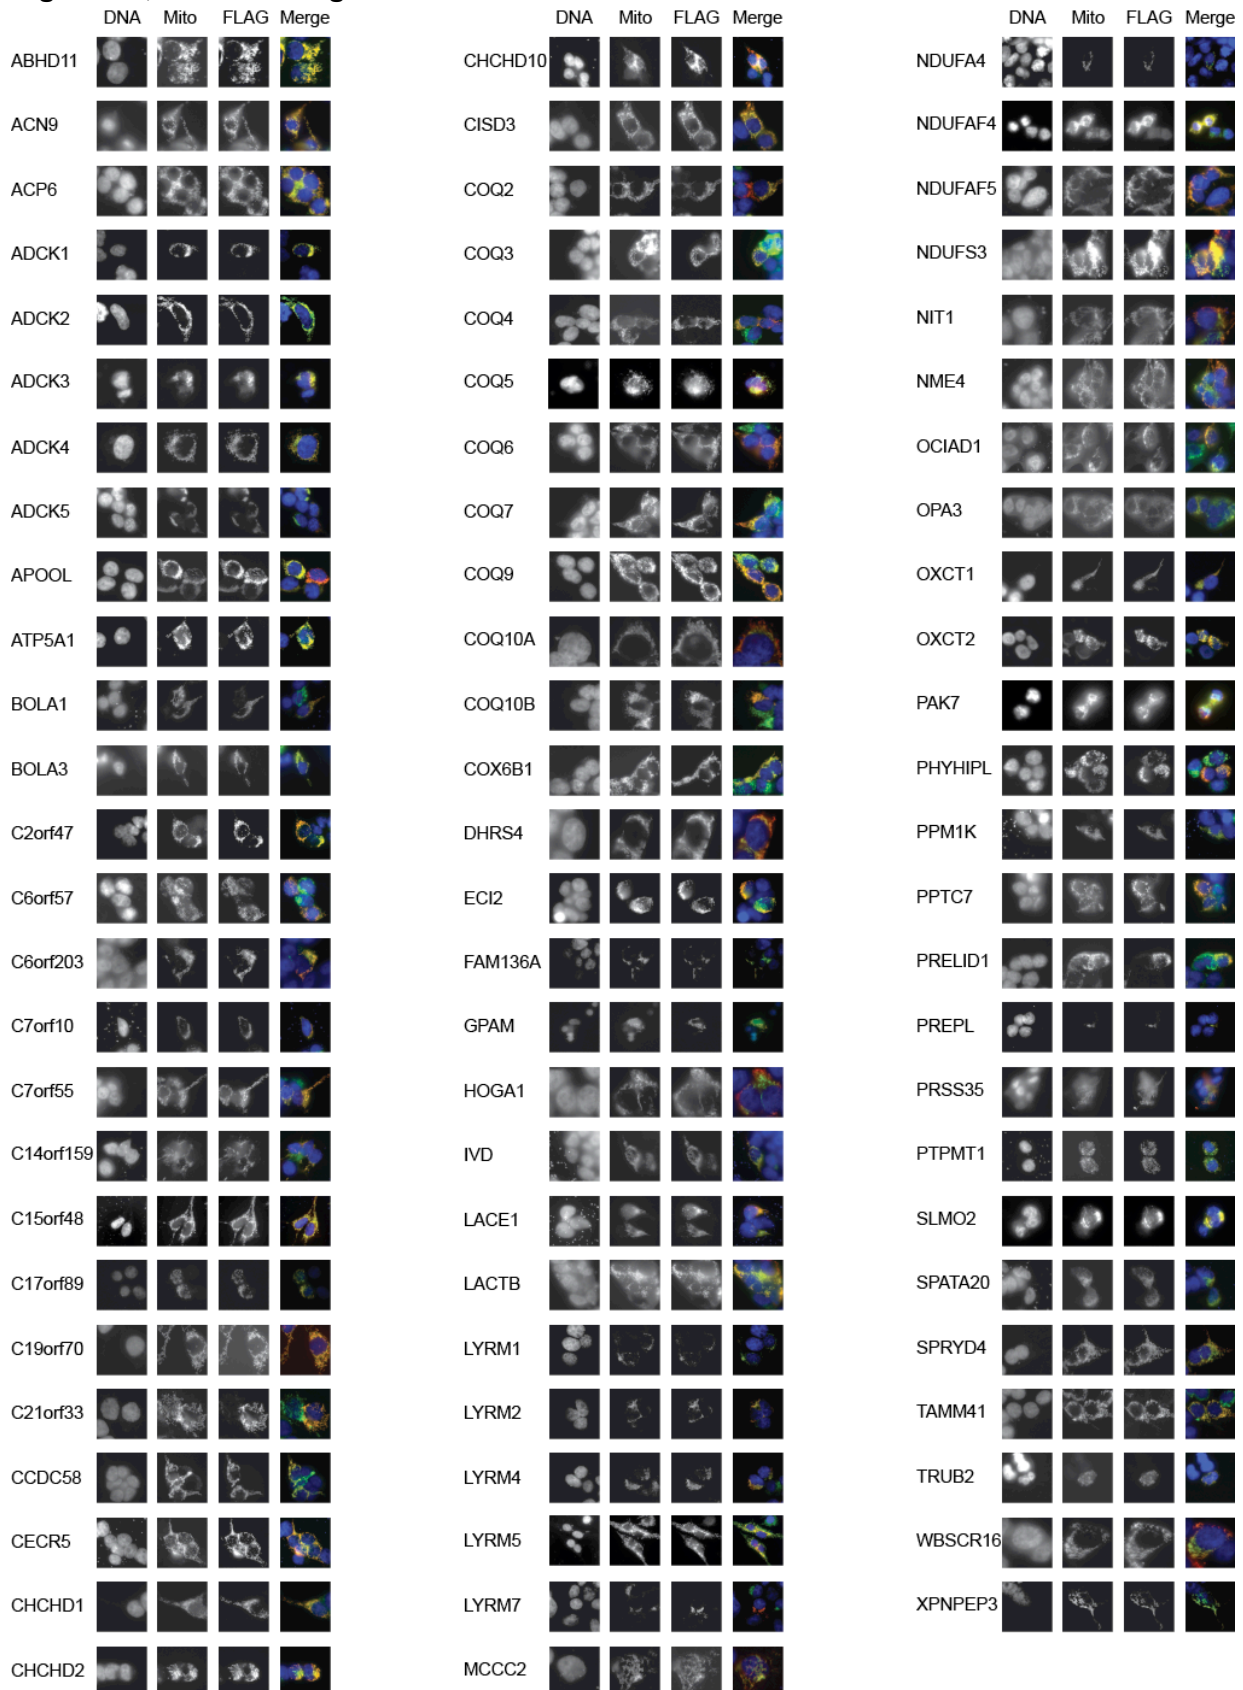 DNA Mito FLAG Merge
ABHD11
ACN9
ACP6
ADCK1
ADCK2
ADCK3
ADCK4
ADCK5
APOOL
ATP5A1
BOLA1
BOLA3
C2orf47
C6orf57
C6orf203
C7orf10
C7orf55
C14orf159
C15orf48
C17orf89
C19orf70
C21orf33
CCDC58
CECR5
CHCHD1
CHCHD2
DNA Mito FLAG Merge
CHCHD10
CISD3
COQ2
COQ3
COQ4
COQ5
COQ6
COQ7
COQ9
COQ10A
COQ10B
COX6B1
DHRS4
ECI2
FAM136A
GPAM
HOGA1
IVD
LACE1
LACTB
LYRM1
LYRM2
LYRM4
LYRM5
LYRM7
MCCC2
DNA Mito FLAG Merge
NDUFA4
NDUFAF4
NDUFAF5
NDUFS3
NIT1
NME4
OCIAD1
OPA3
OXCT1
OXCT2
PAK7
PHYHIPL
PPM1K
PPTC7
PRELID1
PREPL
PRSS35
PTPMT1
SLMO2
SPATA20
SPRYD4
TAMM41
TRUB2
WBSCR16
XPNPEP3